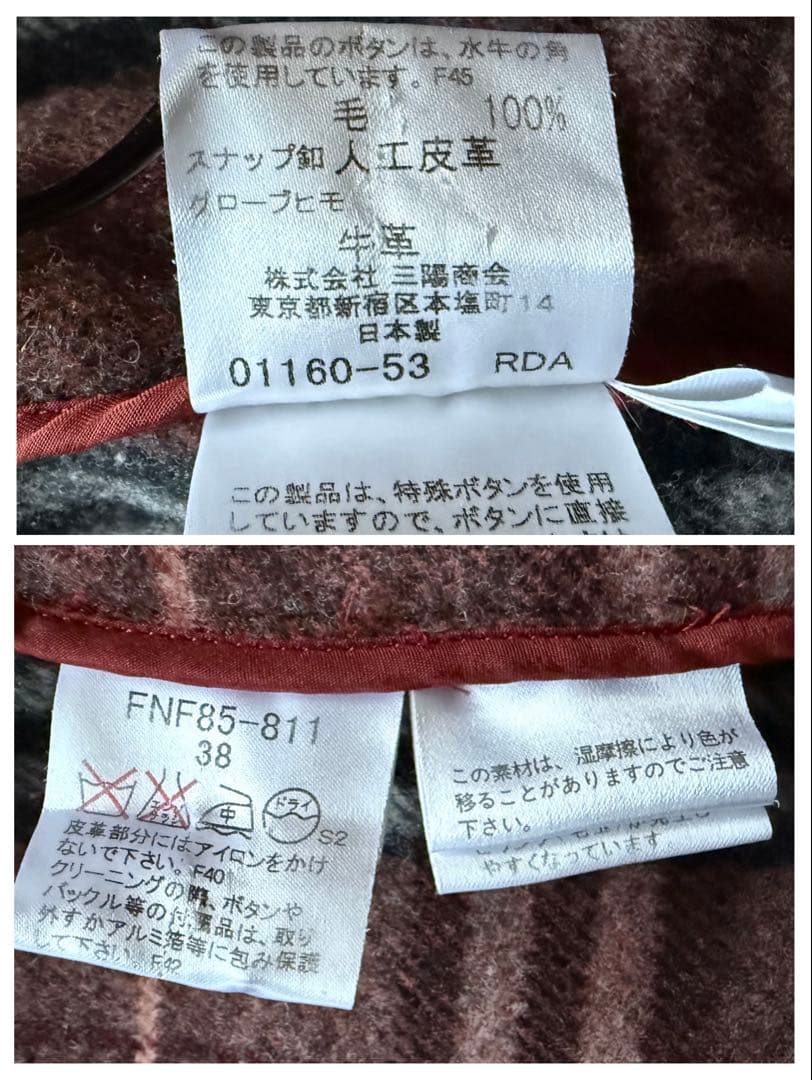 この製品のボタンは、水牛の角
を使用しています。F45
毛 100%
スナップ釦 人工皮革
グローブヒモ
牛革
株式会社 三陽商会
東京都新宿区本塩町14
日本製
01160-53 RDA
この製品は、特殊ボタンを使用
していますので、ボタンに直接
FNF85-811
38
エンソ
サラシ
中
ドライ
S2
皮革部分にはアイロンをかけ
ないで下さい。F40
クリーニングの際、ボタンや
バックル等の付属品は、取り
外すかアルミ箔等に包み保護
して下さい。F42
この素材は、湿摩擦により色が
移ることがありますのでご注意
下さい。
やすくなっています